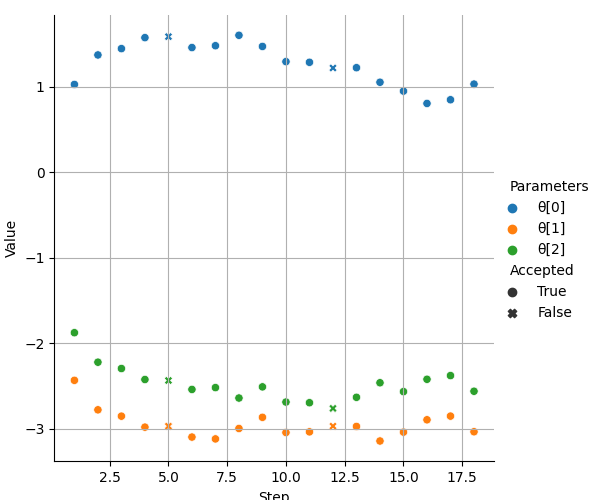 1
0
−1
−2
−3
Value
2.5 5.0 7.5 10.0 12.5 15.0 17.5
Step
Parameters
θ[0]
θ[1]
θ[2]
Accepted
True
False